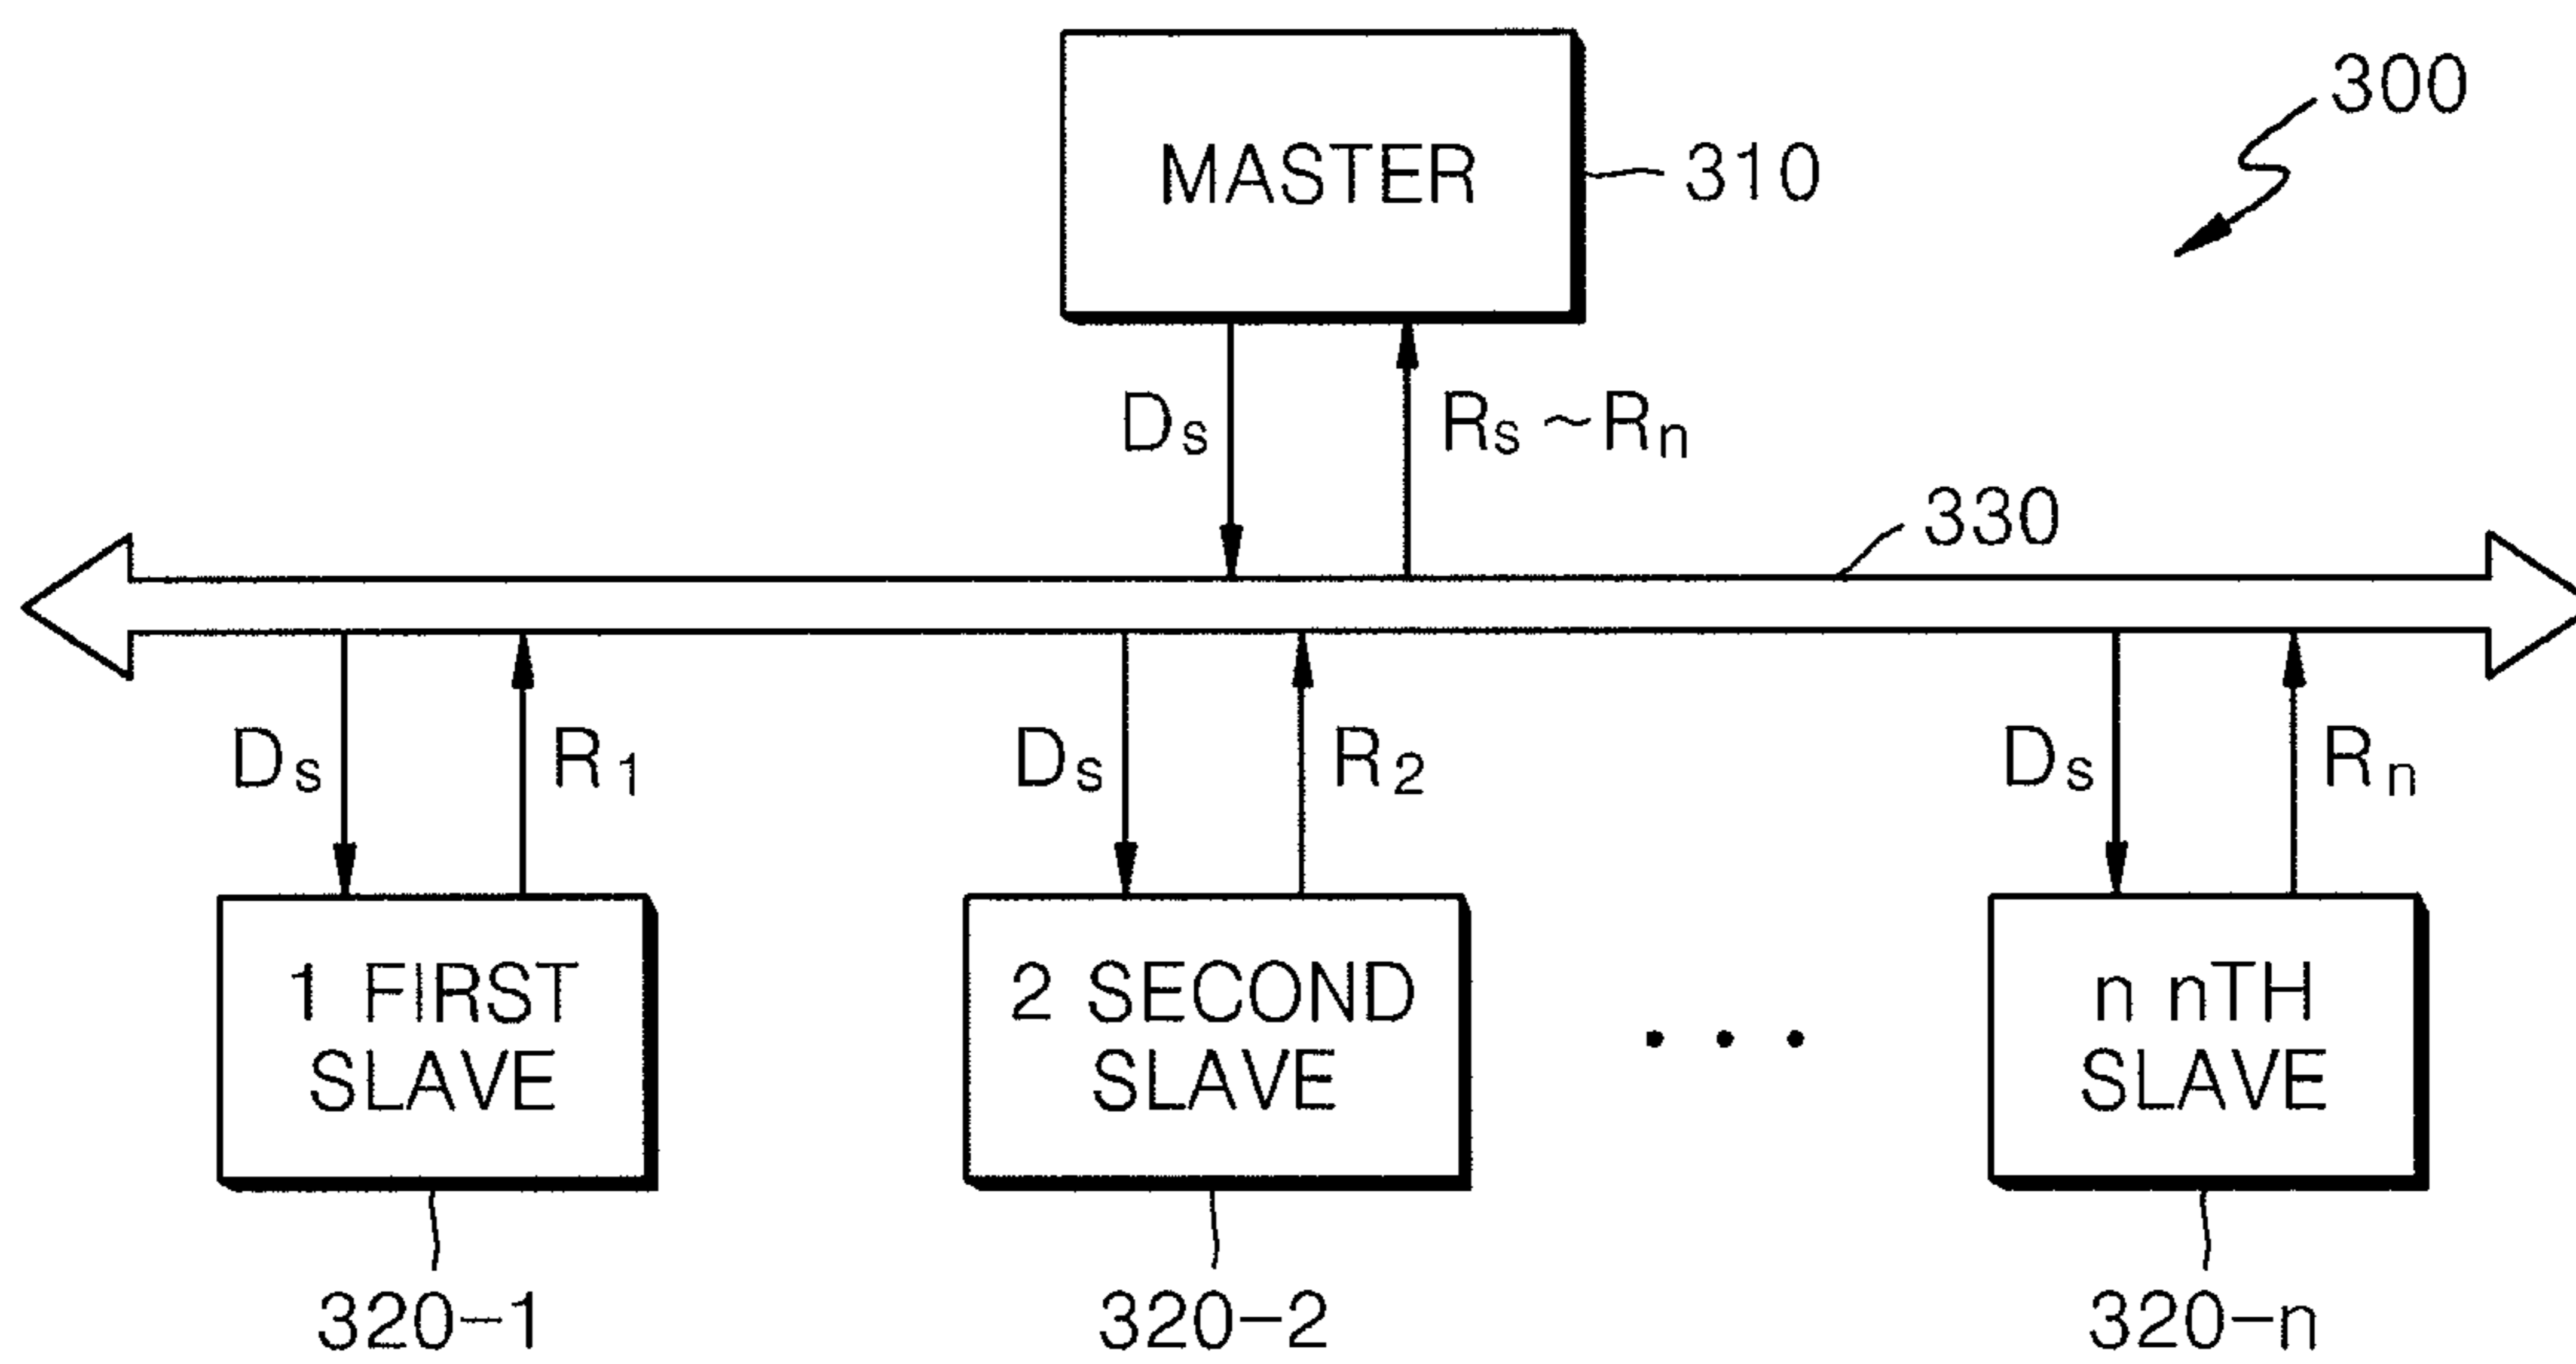 300
MASTER
310
Ds
Rs ~Rn
330
Ds
R1
Ds
R2
Ds
Rn
1 FIRST
SLAVE
2 SECOND
SLAVE
• • •
n nTH
SLAVE
320-1
320-2
320-n